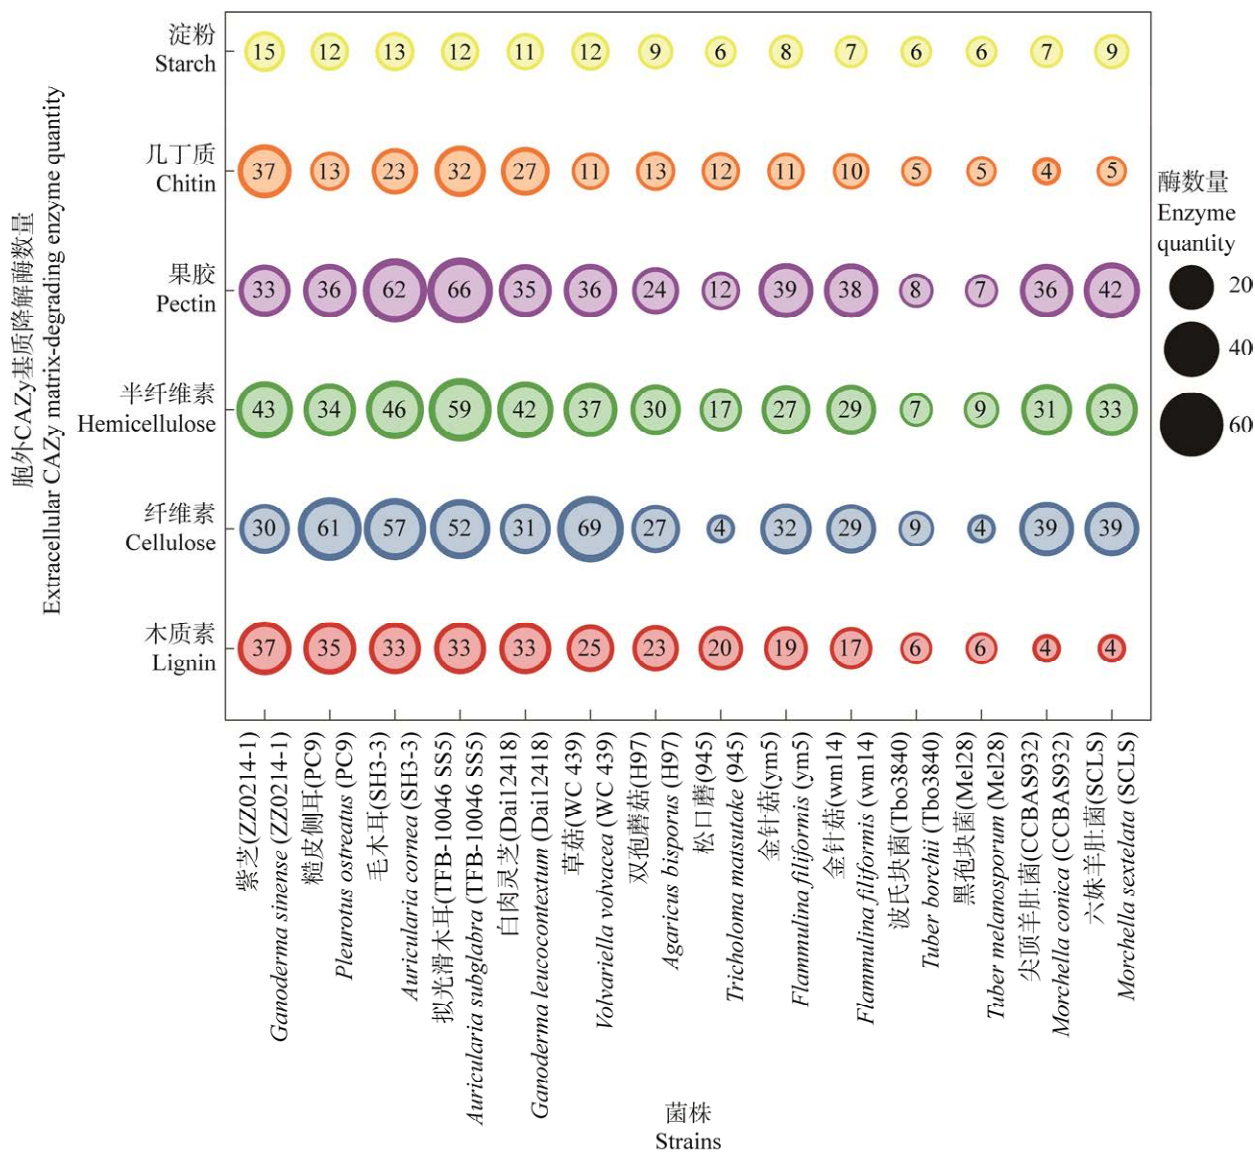 胞外CAZy基质降解酶数量
Extracellular CAZy matrix-degrading enzyme quantity
淀粉
Starch
15 12 13 12 11 12 9 6 8 7 6 6 7 9
几丁质
Chitin
37 13 23 32 27 11 13 12 11 10 5 5 4 5
果胶
Pectin
33 36 62 66 35 36 24 12 39 38 8 7 36 42
半纤维素
Hemicellulose
43 34 46 59 42 37 30 17 27 29 7 9 31 33
纤维素
Cellulose
30 61 57 52 31 69 27 4 32 29 9 4 39 39
木质素
Lignin
37 35 33 33 33 25 23 20 19 17 6 6 4 4
酶数量
Enzyme
quantity
20
40
60
紫芝(ZZ0214-1)
Ganoderma sinense (ZZ0214-1)
糙皮侧耳(PC9)
Pleurotus ostreatus (PC9)
毛木耳(SH3-3)
Auricularia cornea (SH3-3)
拟光滑木耳(TFB-10046 SS5)
Auricularia subglabra (TFB-10046 SS5)
白肉灵芝(Dai12418)
Ganoderma leucocontextum (Dai12418)
草菇(WC 439)
Volvariella volvacea (WC 439)
双孢蘑菇(H97)
Agaricus bisporus (H97)
松口蘑(945)
Tricholoma matsutake (945)
金针菇(ym5)
Flammulina filiformis (ym5)
金针菇(wm14)
Flammulina filiformis (wm14)
波氏块菌(Tbo3840)
Tuber borchii (Tbo3840)
黑孢块菌(Mel28)
Tuber melanosporum (Mel28)
尖顶羊肚菌(CCBAS932)
Morchella conica (CCBAS932)
六妹羊肚菌(SCLS)
Morchella sextelata (SCLS)
菌株
Strains